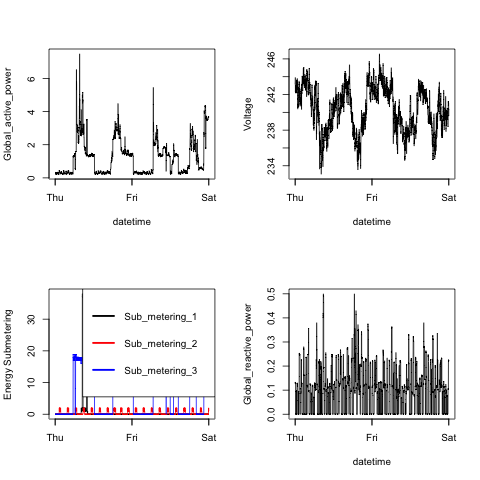 Global_active_power
0 2 4 6
Thu Fri Sat
datetime
Voltage
234 238 242 246
Thu Fri Sat
datetime
Energy Submetering
0 10 20 30
Sub_metering_1
Sub_metering_2
Sub_metering_3
Thu Fri Sat
Global_reactive_power
0.0 0.1 0.2 0.3 0.4 0.5
Thu Fri Sat
datetime